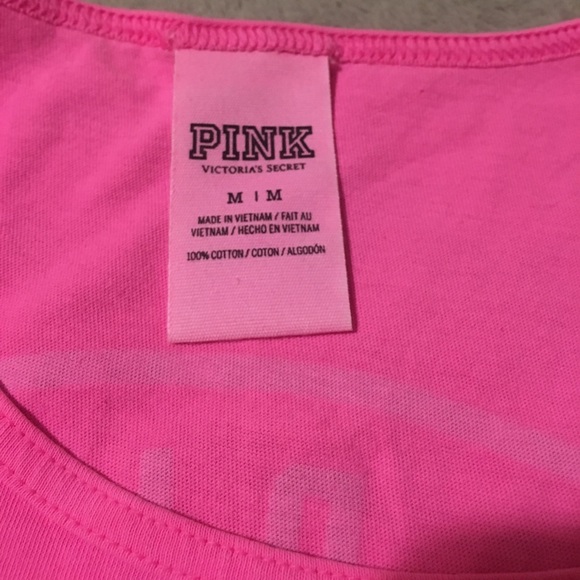 PINK
VICTORIA'S SECRET
M | M
MADE IN VIETNAM / FAIT AU
VIETNAM / HECHO EN VIETNAM
100% COTTON / COTON / ALGODÓN